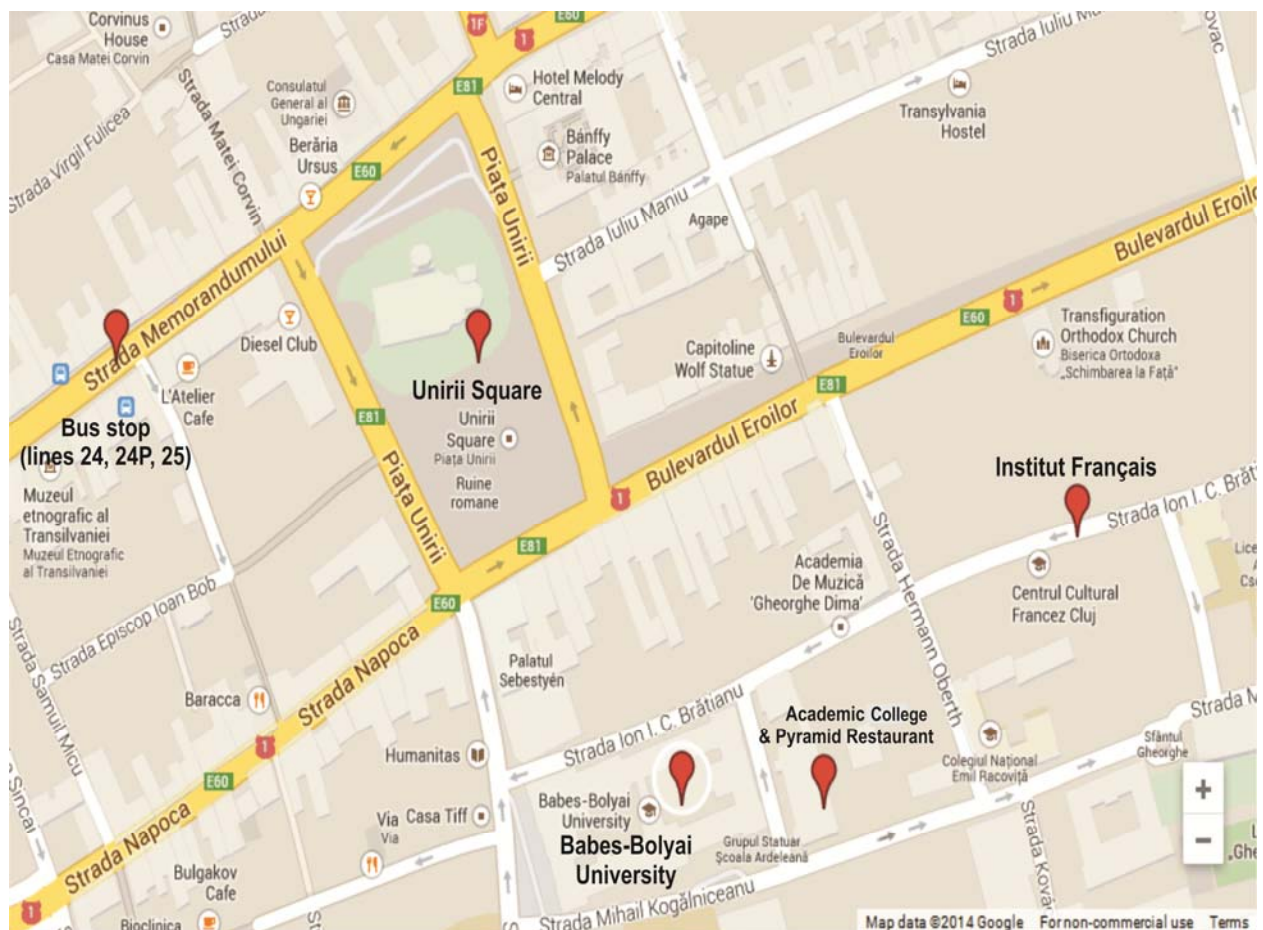 Corvinus
House
Casa Matei Corvin
Strada
1F
1
E60
Strada Iuliu
Strada Matei Corvin
Consulatul
General al
Ungariei
Berăria
Ursus
E81
Hotel Melody
Central
Bánffy
Palace
Palatul Bánffy
Transylvania
Hostel
Strada Virgil Fulicea
E60
Piața Unirii
Strada Iuliu Maniu
Agape
Bulevardul Eroilor
Strada Memorandumului
Diesel Club
L'Atelier
Cafe
Unirii Square
Unirii
Square
Piața Unirii
Ruine
romane
Capitoline
Wolf Statue
Bulevardul
Eroilor
1
E60
Transfiguration
Orthodox Church
Biserica Ortodoxa
„Schimbarea la Față"
E81
Bus stop
(lines 24, 24P, 25)
Muzeul
etnografic al
Transilvaniei
Muzeul Etnografic
al Transilvaniei
E81
Piața Unirii
Bulevardul Eroilor
1
E81
E60
Institut Français
Strada Ion I. C. Brăti
Centrul Cultural
Francez Cluj
Academia
De Muzică
'Gheorghe Dima'
Strada Hermann Oberth
Strada Episcop Ioan Bob
Strada Samuil Micu
Șincai
Baracca
Strada Napoca
1
E60
Palatul
Sebestyén
Strada Ion I. C. Brătianu
Academic College
& Pyramid Restaurant
Colegiul Național
Emil Racoviță
Sfântul
Gheorghe
Strada M
Humanitas
Via
Via
Casa Tiff
Babes-Bolyai
University
Babes-Bolyai
University
Grupul Statuar
Școala Ardeleană
Strada Mihail Kogălniceanu
Strada Napoca
1
Bulgakov
Cafe
Bioclinica
+
−
Map data ©2014 Google For non-commercial use Terms